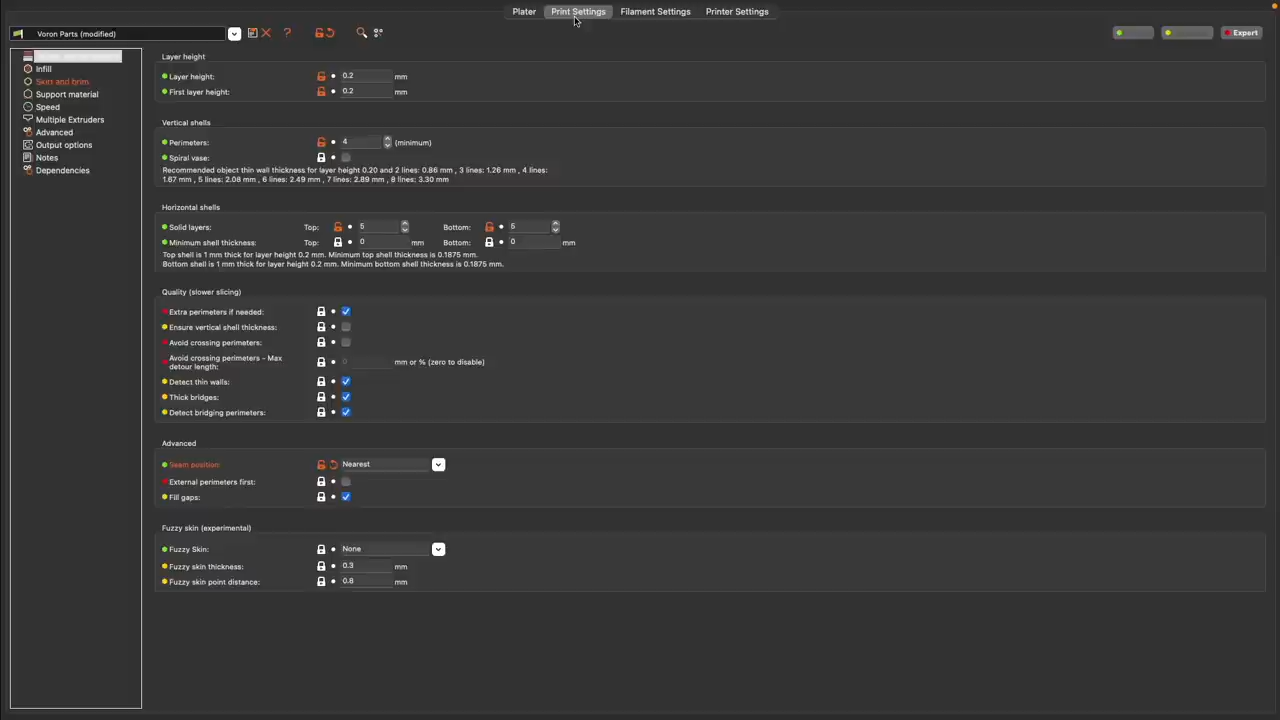 Plater Print Settings Filament Settings Printer Settings
Voron Parts (modified)
?
Expert
Infill
Skirt and brim
Support material
Speed
Multiple Extruders
Advanced
Output options
Notes
Dependencies
Layer height
Layer height: 0.2 mm
First layer height: 0.2 mm
Vertical shells
Perimeters: 4 (minimum)
Spiral vase:
Recommended object thin wall thickness for layer height 0.20 and 2 lines: 0.86 mm , 3 lines: 1.26 mm , 4 lines:
1.67 mm , 5 lines: 2.08 mm , 6 lines: 2.49 mm , 7 lines: 2.89 mm , 8 lines: 3.30 mm
Horizontal shells
Solid layers: Top: 5 Bottom: 5
Minimum shell thickness: Top: 0 mm Bottom: 0 mm
Top shell is 1 mm thick for layer height 0.2 mm. Minimum top shell thickness is 0.1875 mm.
Bottom shell is 1 mm thick for layer height 0.2 mm. Minimum bottom shell thickness is 0.1875 mm.
Quality (slower slicing)
Extra perimeters if needed:
Ensure vertical shell thickness:
Avoid crossing perimeters:
Avoid crossing perimeters - Max
detour length: 0 mm or % (zero to disable)
Detect thin walls:
Thick bridges:
Detect bridging perimeters:
Advanced
Seam position: Nearest
External perimeters first:
Fill gaps:
Fuzzy skin (experimental)
Fuzzy Skin: None
Fuzzy skin thickness: 0.3 mm
Fuzzy skin point distance: 0.8 mm